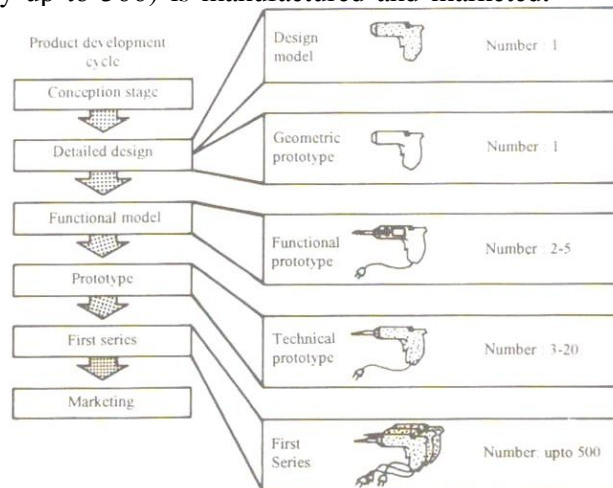 y up to 500) is manufactured and marketed.
Product development
cycle
Conception stage
Detailed design
Functional model
Prototype
First series
Marketing
Design
model
Number : 1
Geometric
prototype
Number : 1
Functional
prototype
Number : 2-5
Technical
prototype
Number : 3-20
First
Series
Number: upto 500